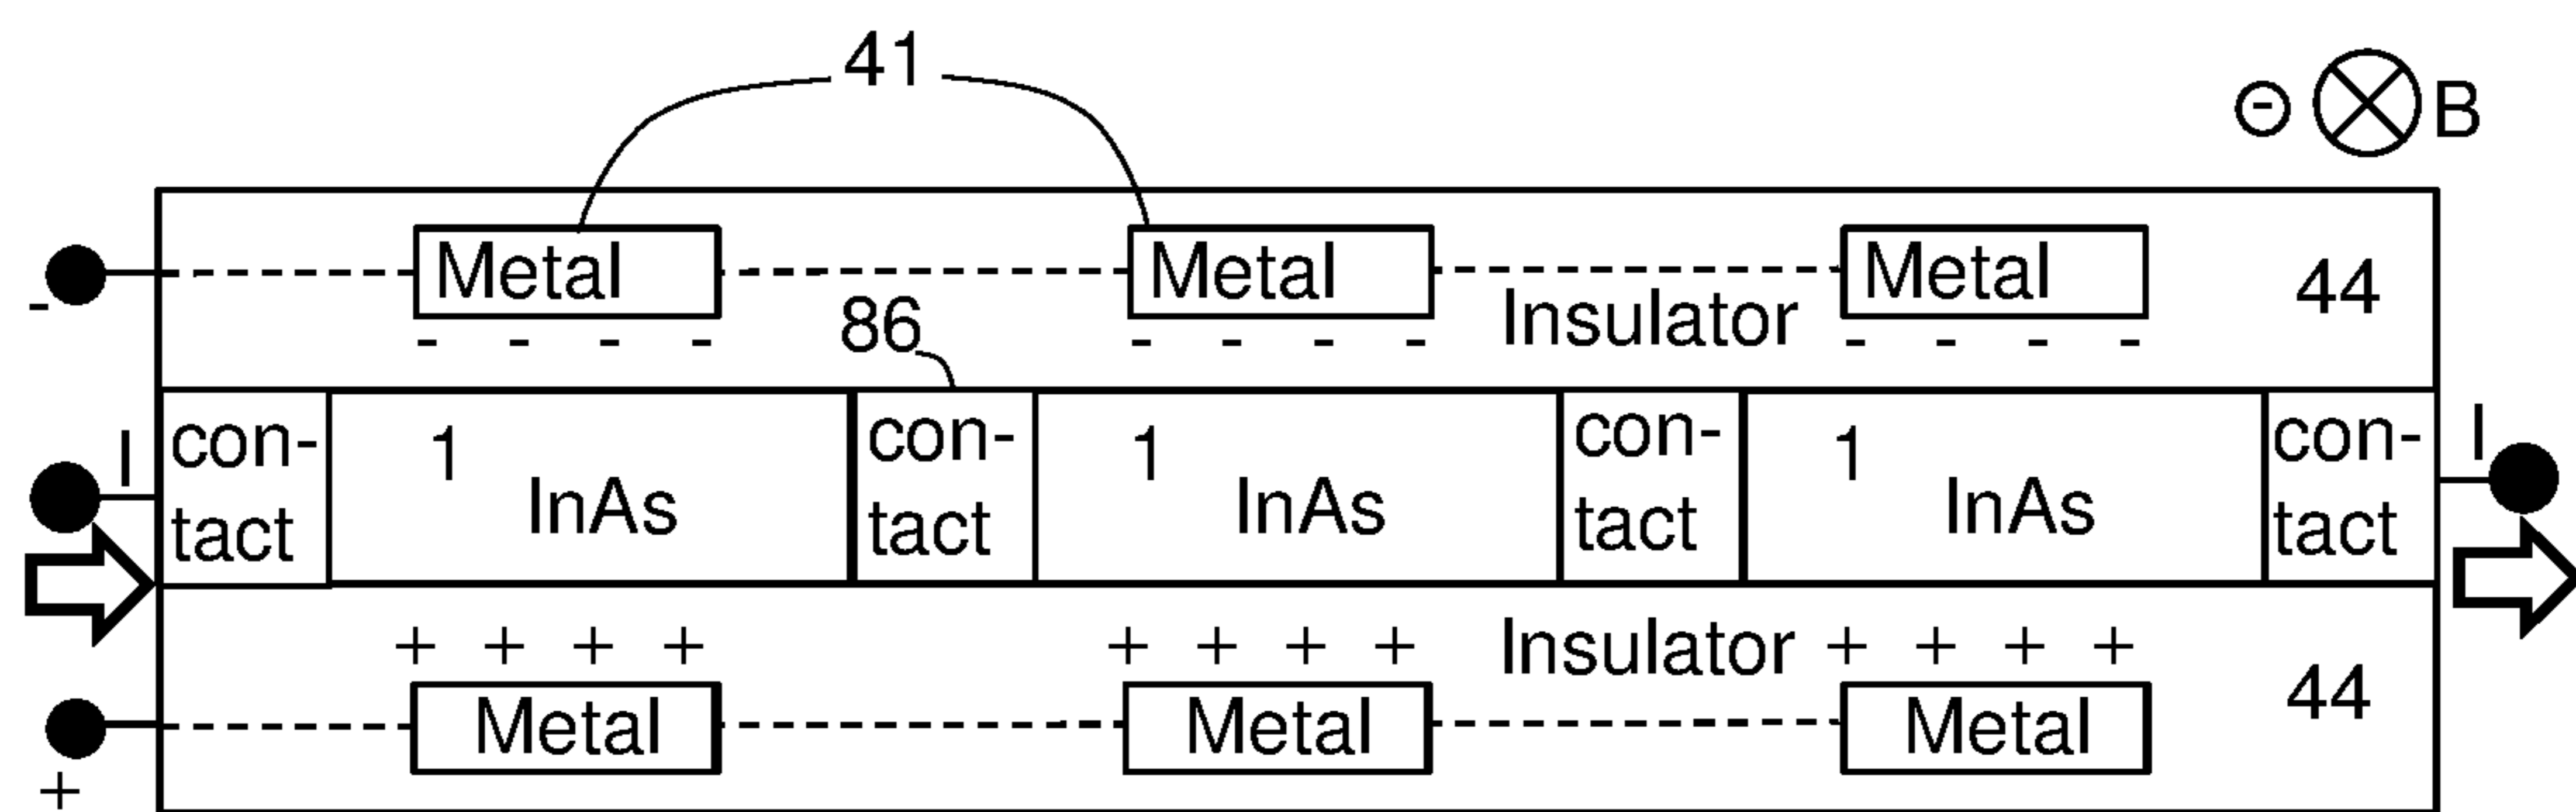 41
⊖ ⊗ B
Metal Metal Metal 44
-
86 Insulator
- - - - - - - - - - - -
I con-tact 1 InAs con-tact 1 InAs con-tact 1 InAs con-tact I
+ + + + + + + + Insulator + + + +
Metal Metal Metal 44
+